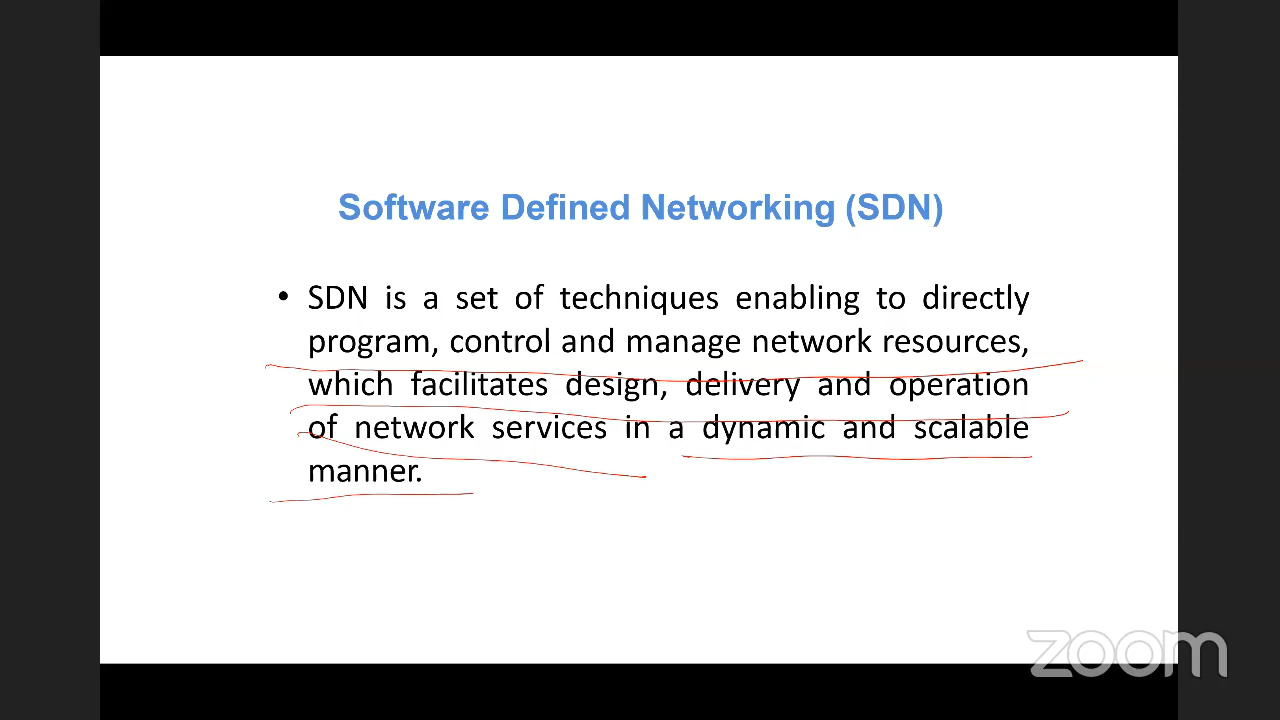 Software Defined Networking (SDN)
• SDN is a set of techniques enabling to directly
program, control and manage network resources,
which facilitates design, delivery and operation
of network services in a dynamic and scalable
manner.
zoom